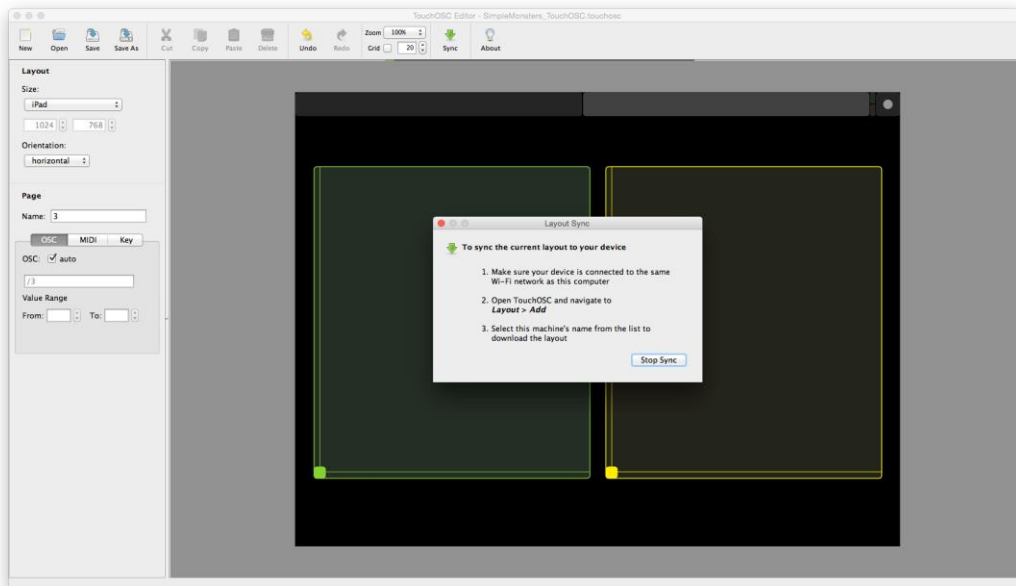 TouchOSC Editor - SimpleMonsters_TouchOSC.touchosc
New Open Save Save As Cut Copy Paste Delete Undo Redo Zoom 100% Grid 20 Sync About
Layout
Size:
iPad
1024 768
Orientation:
horizontal
Page
Name: 3
OSC MIDI Key
OSC: auto
/3
Value Range
From: To:
Layout Sync
To sync the current layout to your device
1. Make sure your device is connected to the same
Wi-Fi network as this computer
2. Open TouchOSC and navigate to
Layout > Add
3. Select this machine's name from the list to
download the layout
Stop Sync